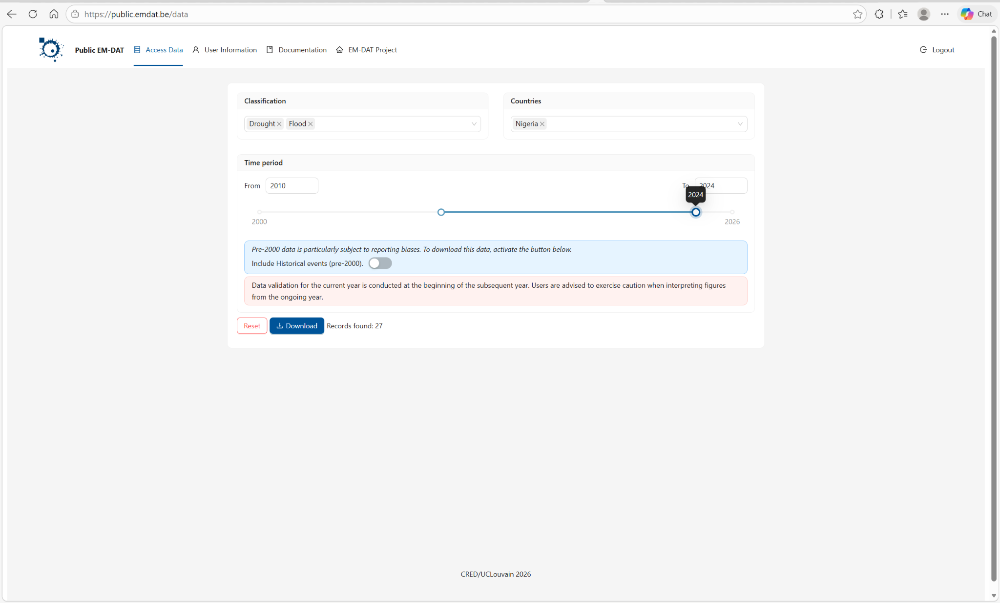 https://public.emdat.be/data
Chat
Public EM-DAT
Access Data
User Information
Documentation
EM-DAT Project
Logout
Classification
Countries
Drought
Flood
Nigeria
Time period
From
2010
To
2024
2024
2000
2026
Pre-2000 data is particularly subject to reporting biases. To download this data, activate the button below.
Include Historical events (pre-2000).
Data validation for the current year is conducted at the beginning of the subsequent year. Users are advised to exercise caution when interpreting figures
from the ongoing year.
Reset
Download
Records found: 27
CRED/UCLouvain 2026